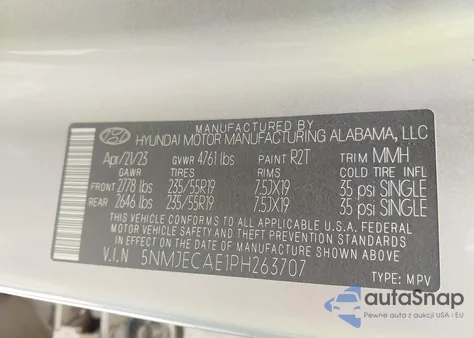 MANUFACTURED BY
HYUNDAI MOTOR MANUFACTURING ALABAMA, LLC
Apr/21/23 GVWR 4761 lbs PAINT R2T TRIM MMH
GAWR TIRES RIMS COLD TIRE INFL
FRONT 2778 lbs 235/55R19 7.5JX19 35 psi SINGLE
REAR 2646 lbs 235/55R19 7.5JX19 35 psi SINGLE
THIS VEHICLE CONFORMS TO ALL APPLICABLE U.S.A FEDERAL
MOTOR VEHICLE SAFETY AND THEFT PREVENTION STANDARDS
IN EFFECT ON THE DATE OF MANUFACTURE SHOWN ABOVE.
V.I.N 5NMJECAE1PH263707
TYPE: MPV
autoSnap
Pewne auta z USA i Kanady